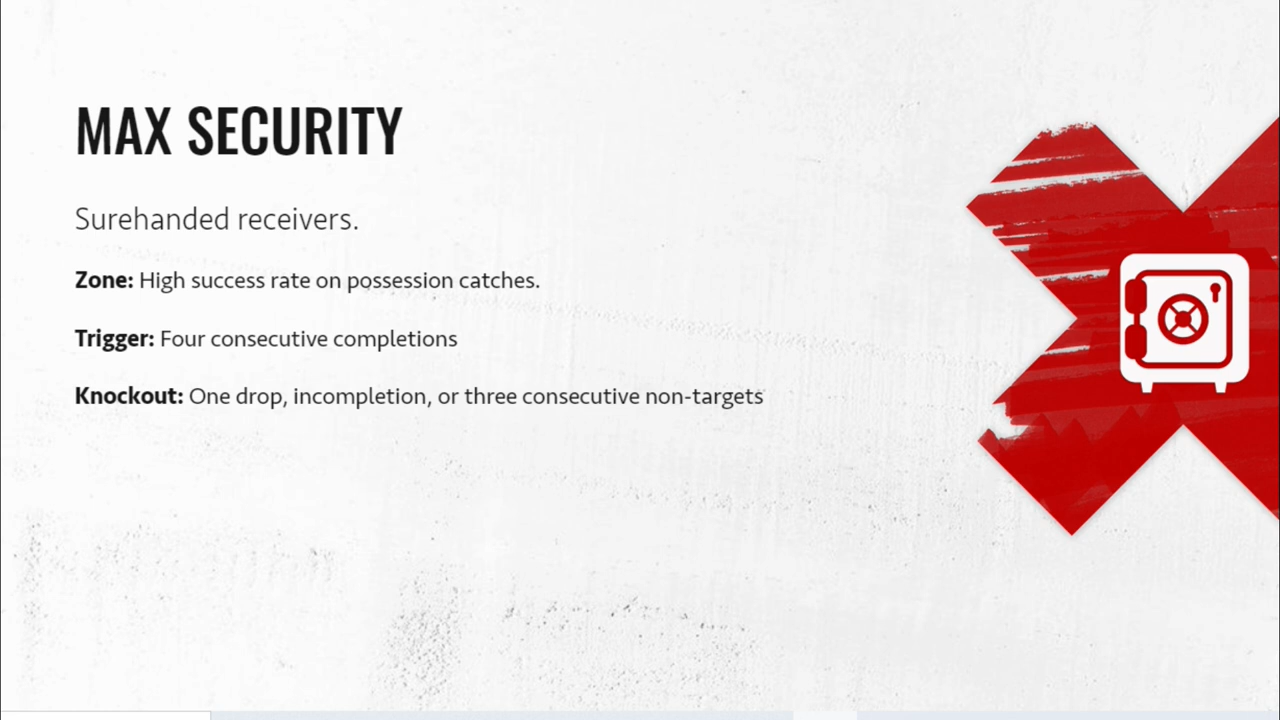 MAX SECURITY
Surehanded receivers.
Zone: High success rate on possession catches.
Trigger: Four consecutive completions
Knockout: One drop, incompletion, or three consecutive non-targets